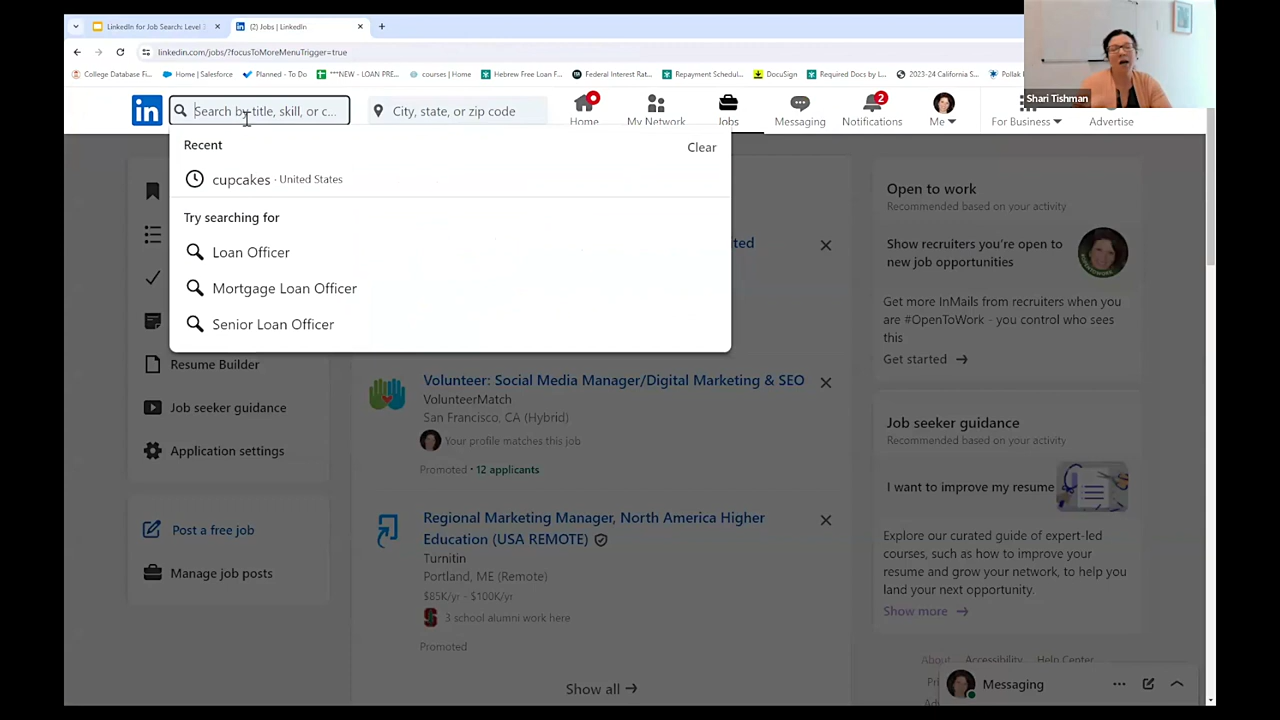 LinkedIn for Job Search: Level
(2) Jobs | LinkedIn
linkedin.com/jobs/?focusToMoreMenuTrigger=true
College Database Fi...
Home | Salesforce
Planned - To Do
***NEW - LOAN PRE...
courses | Home
Hebrew Free Loan F...
Federal Interest Rat...
Repayment Schedul...
DocuSign
Required Docs by L...
2023-24 California S...
Pollak
Shari Tishman
in
Search by title, skill, or c...
City, state, or zip code
Home
My Network
Jobs
Messaging
2
Notifications
Me
For Business
Advertise
Recent
Clear
cupcakes · United States
Try searching for
Loan Officer
Mortgage Loan Officer
Senior Loan Officer
Resume Builder
Job seeker guidance
Application settings
Post a free job
Manage job posts
Volunteer: Social Media Manager/Digital Marketing & SEO
VolunteerMatch
San Francisco, CA (Hybrid)
Your profile matches this job
Promoted • 12 applicants
Regional Marketing Manager, North America Higher
Education (USA REMOTE)
Turnitin
Portland, ME (Remote)
$85K/yr - $100K/yr
3 school alumni work here
Promoted
Show all
Open to work
Recommended based on your activity
Show recruiters you're open to
new job opportunities
Get more InMails from recruiters when you
are #OpenToWork - you control who sees
this
Get started
Job seeker guidance
Recommended based on your activity
I want to improve my resume
Explore our curated guide of expert-led
courses, such as how to improve your
resume and grow your network, to help you
land your next opportunity.
Show more
About
Accessibility
Help Center
Messaging